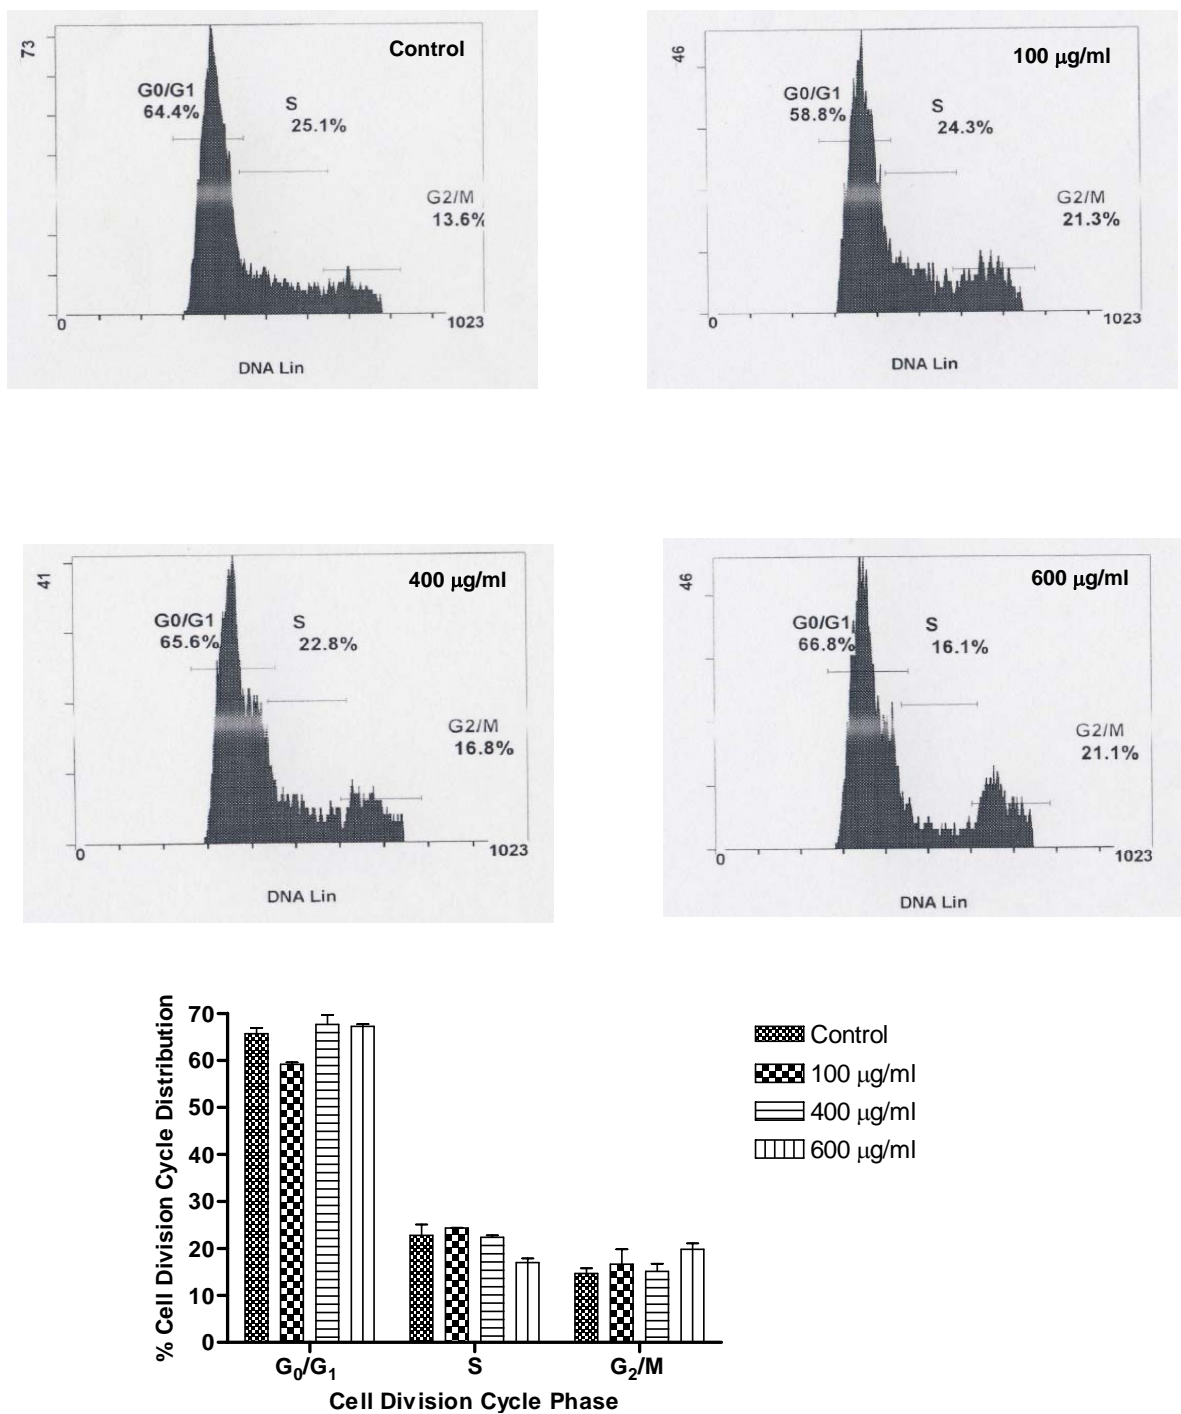 73
Control
G0/G1
64.4%
S
25.1%
G2/M
13.6%
0
1023
DNA Lin
46
100 µg/ml
G0/G1
58.8%
S
24.3%
G2/M
21.3%
0
1023
DNA Lin
41
400 µg/ml
G0/G1
65.6%
S
22.8%
G2/M
16.8%
0
1023
DNA Lin
46
600 µg/ml
G0/G1
66.8%
S
16.1%
G2/M
21.1%
0
1023
DNA Lin
% Cell Division Cycle Distribution
70
60
50
40
30
20
10
0
G₀/G₁
S
G₂/M
Cell Division Cycle Phase
Control
100 µg/ml
400 µg/ml
600 µg/ml